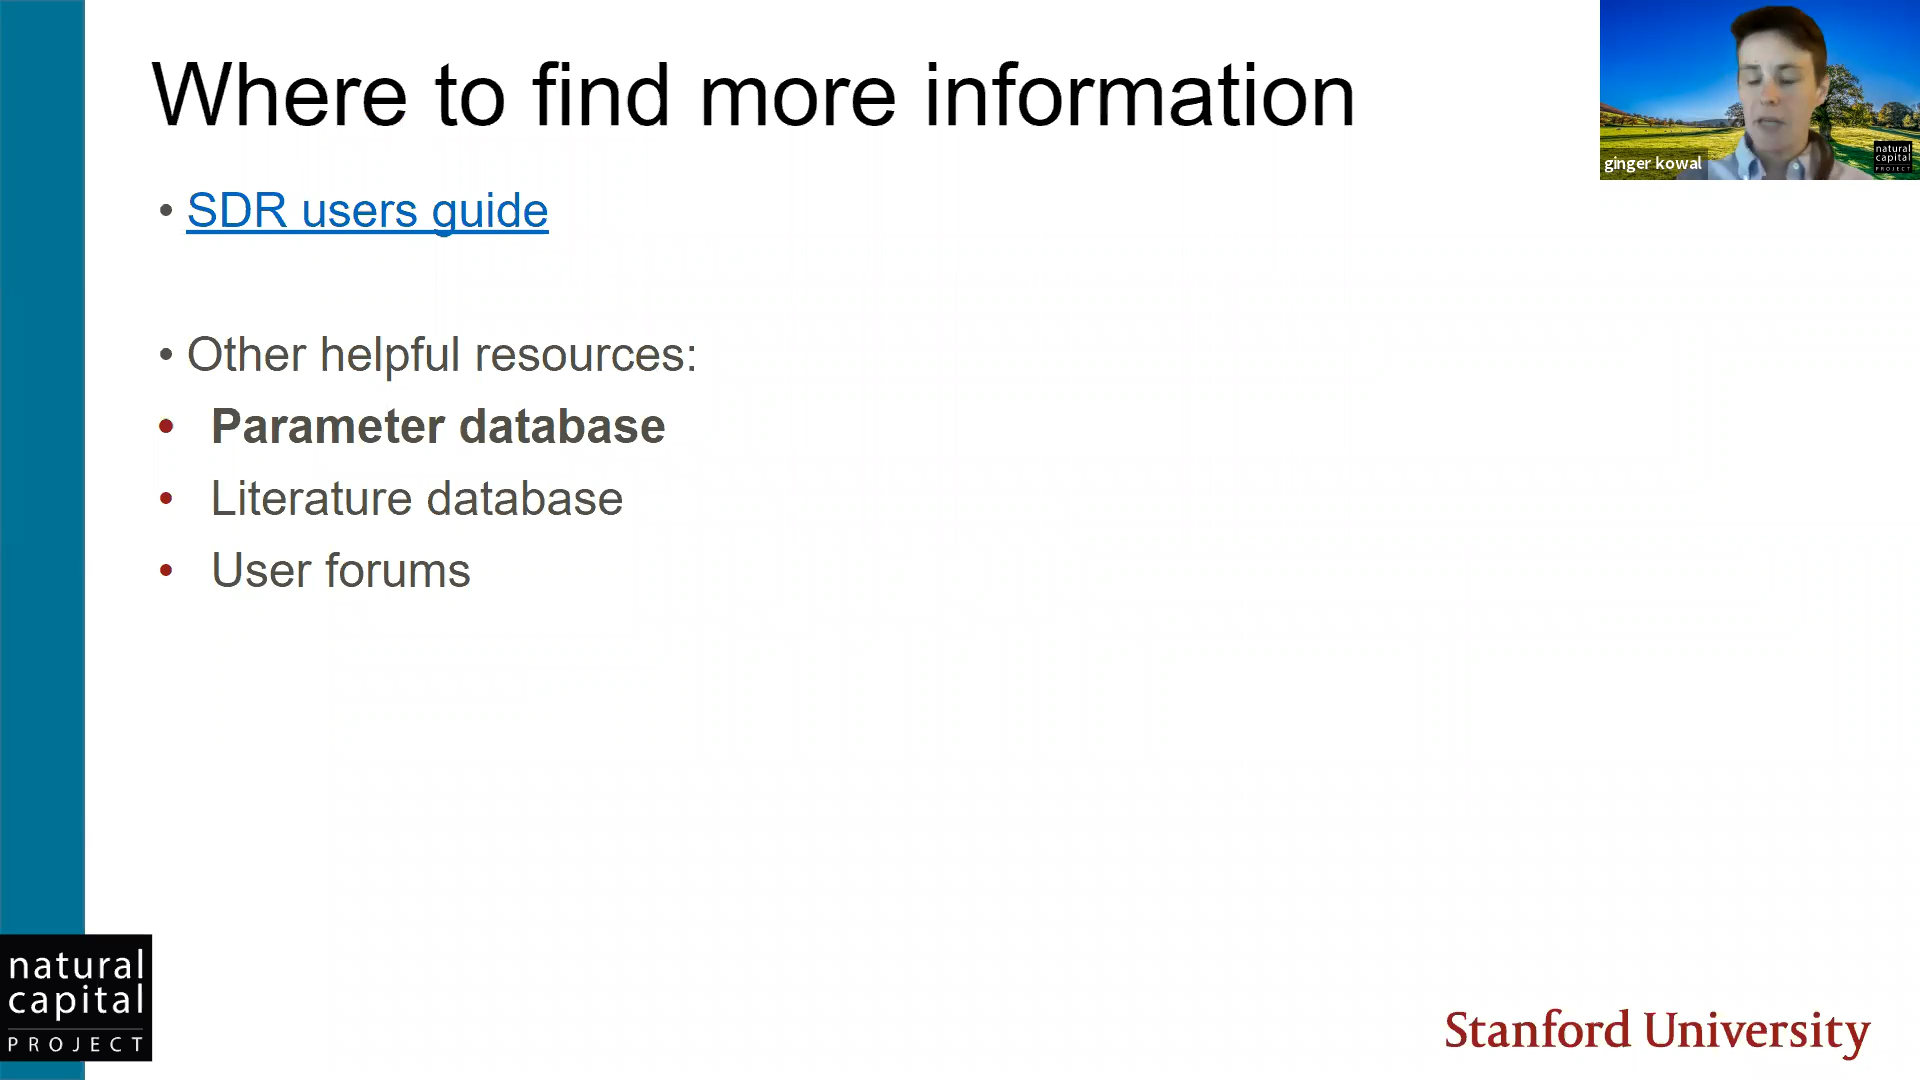 Where to find more information
ginger kowal
natural
capital
PROJECT
• SDR users guide
• Other helpful resources:
• Parameter database
• Literature database
• User forums
natural
capital
PROJECT
Stanford University